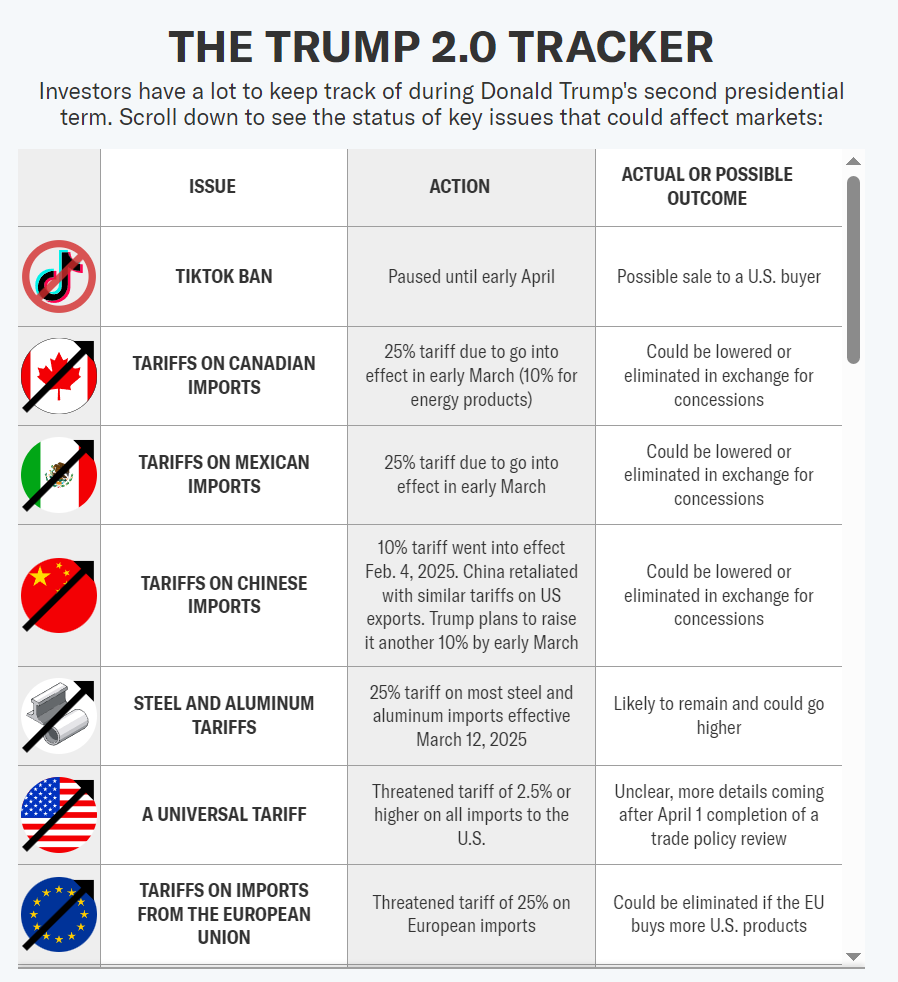 THE TRUMP 2.0 TRACKER
Investors have a lot to keep track of during Donald Trump's second presidential
term. Scroll down to see the status of key issues that could affect markets:
ISSUE
ACTION
ACTUAL OR POSSIBLE
OUTCOME
TIKTOK BAN
Paused until early April
Possible sale to a U.S. buyer
TARIFFS ON CANADIAN
IMPORTS
25% tariff due to go into
effect in early March (10% for
energy products)
Could be lowered or
eliminated in exchange for
concessions
TARIFFS ON MEXICAN
IMPORTS
25% tariff due to go into
effect in early March
Could be lowered or
eliminated in exchange for
concessions
TARIFFS ON CHINESE
IMPORTS
10% tariff went into effect
Feb. 4, 2025. China retaliated
with similar tariffs on US
exports. Trump plans to raise
it another 10% by early March
Could be lowered or
eliminated in exchange for
concessions
STEEL AND ALUMINUM
TARIFFS
25% tariff on most steel and
aluminum imports effective
March 12, 2025
Likely to remain and could go
higher
A UNIVERSAL TARIFF
Threatened tariff of 2.5% or
higher on all imports to the
U.S.
Unclear, more details coming
after April 1 completion of a
trade policy review
TARIFFS ON IMPORTS
FROM THE EUROPEAN
UNION
Threatened tariff of 25% on
European imports
Could be eliminated if the EU
buys more U.S. products